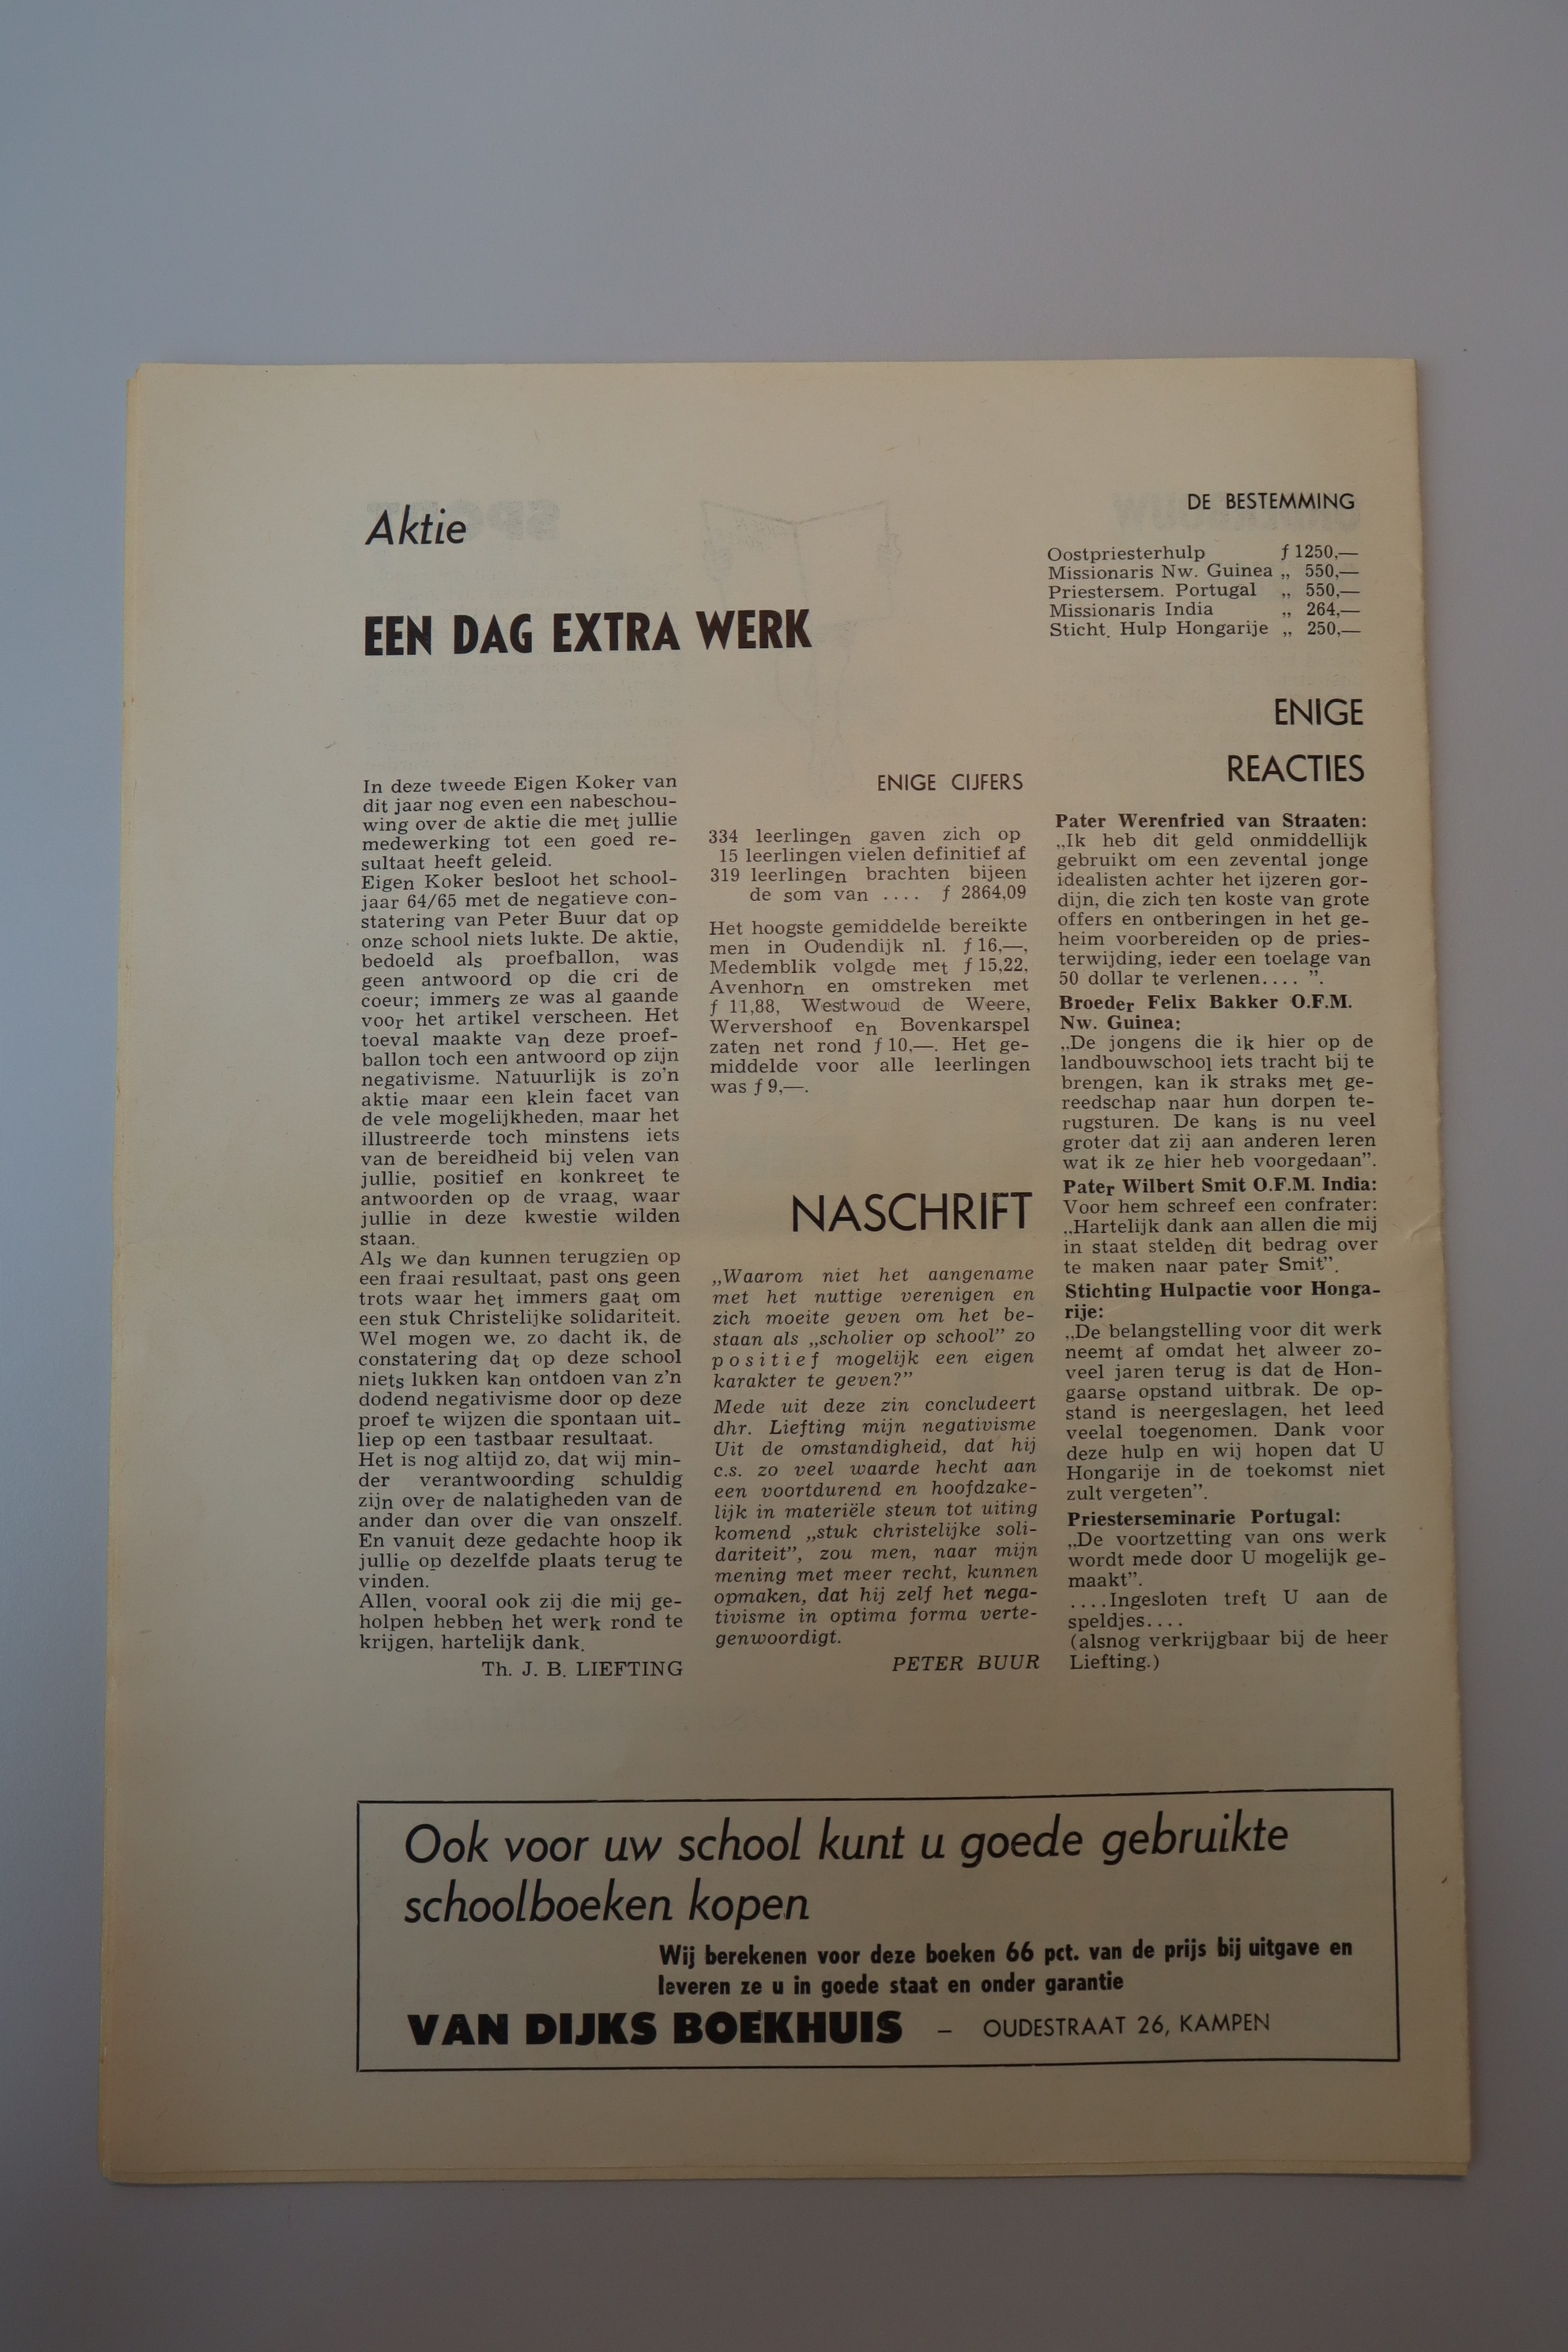 Aktie
EEN DAG EXTRA WERK
In deze tweede Eigen Koker van
dit jaar nog even een nabeschou-
wing over de aktie die met jullie
medewerking tot een goed re-
sultaat heeft geleid.
Eigen Koker besloot het school-
jaar 64/65 met de negatieve con-
statering van Peter Buur dat op
onze school niets lukte. De aktie,
bedoeld als proefballon, was
geen antwoord op die cri de
coeur; immers ze was al gaande
voor het artikel verscheen. Het
toeval maakte van deze proef-
ballon toch een antwoord op zijn
negativisme. Natuurlijk is zo'n
aktie maar een klein facet van
de vele mogelijkheden, maar het
illustreerde toch minstens iets
van de bereidheid bij velen van
jullie, positief en konkreet te
antwoorden op de vraag, waar
jullie in deze kwestie wilden
staan.
Als we dan kunnen terugzien op
een fraai resultaat, past ons geen
trots waar het immers gaat om
een stuk Christelijke solidariteit.
Wel mogen we, zo dacht ik, de
constatering dat op deze school
niets lukken kan ontdoen van z'n
dodend negativisme door op deze
proef te wijzen die spontaan uit-
liep op een tastbaar resultaat.
Het is nog altijd zo, dat wij min-
der verantwoording schuldig
zijn over de nalatigheden van de
ander dan over die van onszelf.
En vanuit deze gedachte hoop ik
jullie op dezelfde plaats terug te
vinden.
Allen, vooral ook zij die mij ge-
holpen hebben het werk rond te
krijgen, hartelijk dank.
Th. J. B. LIEFTING
ENIGE CIJFERS
334 leerlingen gaven zich op
15 leerlingen vielen definitief af
319 leerlingen brachten bijeen
de som van .... ƒ 2864,09
Het hoogste gemiddelde bereikte
men in Oudendijk nl. ƒ 16,—,
Medemblik volgde met ƒ 15,22,
Avenhorn en omstreken met
ƒ 11,88, Westwoud de Weere,
Wervershoof en Bovenkarspel
zaten net rond ƒ 10,—. Het ge-
middelde voor alle leerlingen
was ƒ 9,—.
NASCHRIFT
„Waarom niet het aangename
met het nuttige verenigen en
zich moeite geven om het be-
staan als „scholier op school” zo
positief mogelijk een eigen
karakter te geven?”
Mede uit deze zin concludeert
dhr. Liefting mijn negativisme
Uit de omstandigheid, dat hij
c.s. zo veel waarde hecht aan
een voortdurend en hoofdzake-
lijk in materiële steun tot uiting
komend „stuk christelijke soli-
dariteit”, zou men, naar mijn
mening met meer recht, kunnen
opmaken, dat hij zelf het nega-
tivisme in optima forma verte-
genwoordigt.
PETER BUUR
DE BESTEMMING
Oostpriesterhulp ƒ 1250,—
Missionaris Nw. Guinea „ 550,—
Priestersem. Portugal „ 550,—
Missionaris India „ 264,—
Sticht. Hulp Hongarije „ 250,—
ENIGE
REACTIES
Pater Werenfried van Straaten:
„Ik heb dit geld onmiddellijk
gebruikt om een zevental jonge
idealisten achter het ijzeren gor-
dijn, die zich ten koste van grote
offers en ontberingen in het ge-
heim voorbereiden op de pries-
terwijding, ieder een toelage van
50 dollar te verlenen.... ”.
Broeder Felix Bakker O.F.M.
Nw. Guinea:
„De jongens die ik hier op de
landbouwschool iets tracht bij te
brengen, kan ik straks met ge-
reedschap naar hun dorpen te-
rugsturen. De kans is nu veel
groter dat zij aan anderen leren
wat ik ze hier heb voorgedaan”.
Pater Wilbert Smit O.F.M. India:
Voor hem schreef een confrater:
„Hartelijk dank aan allen die mij
in staat stelden dit bedrag over
te maken naar pater Smit”.
Stichting Hulpactie voor Honga-
rije:
„De belangstelling voor dit werk
neemt af omdat het alweer zo-
veel jaren terug is dat de Hon-
gaarse opstand uitbrak. De op-
stand is neergeslagen, het leed
veelal toegenomen. Dank voor
deze hulp en wij hopen dat U
Hongarije in de toekomst niet
zult vergeten”.
Priesterseminarie Portugal:
„De voortzetting van ons werk
wordt mede door U mogelijk ge-
maakt”.
....Ingesloten treft U aan de
speldjes....
(alsnog verkrijgbaar bij de heer
Liefting.)
Ook voor uw school kunt u goede gebruikte
schoolboeken kopen
Wij berekenen voor deze boeken 66 pct. van de prijs bij uitgave en
leveren ze u in goede staat en onder garantie
VAN DIJKS BOEKHUIS – OUDESTRAAT 26, KAMPEN